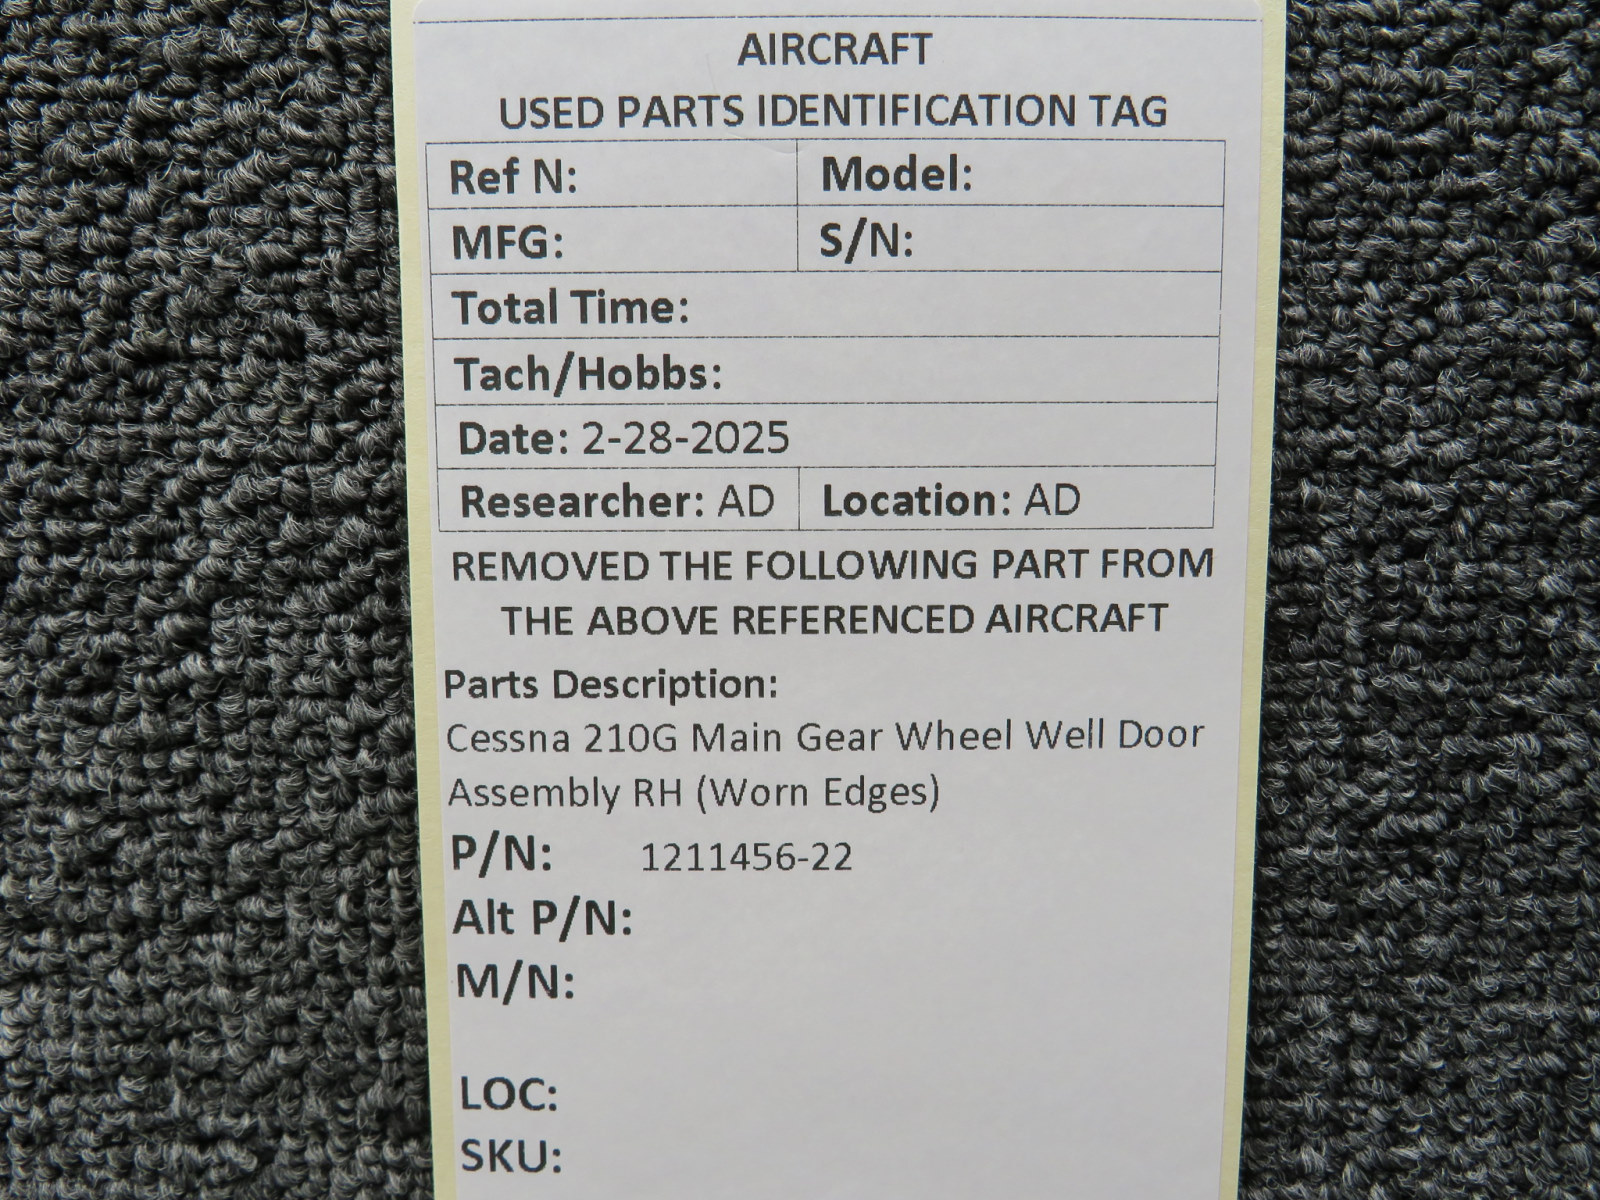 AIRCRAFT
USED PARTS IDENTIFICATION TAG
Ref N: Model:
MFG: S/N:
Total Time:
Tach/Hobbs:
Date: 2-28-2025
Researcher: AD Location: AD
REMOVED THE FOLLOWING PART FROM
THE ABOVE REFERENCED AIRCRAFT
Parts Description:
Cessna 210G Main Gear Wheel Well Door
Assembly RH (Worn Edges)
P/N: 1211456-22
Alt P/N:
M/N:
LOC:
SKU: